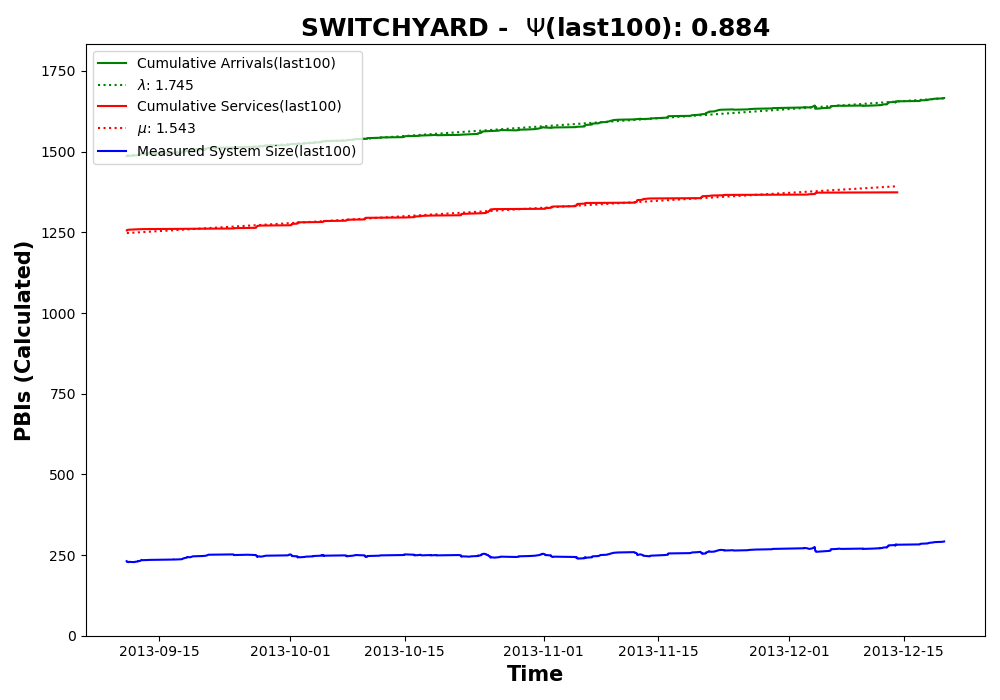 SWITCHYARD - Ψ(last100): 0.884
Cumulative Arrivals(last100)
λ: 1.745
Cumulative Services(last100)
μ: 1.543
Measured System Size(last100)
PBIs (Calculated)
1750
1500
1250
1000
750
500
250
0
2013-09-15 2013-10-01 2013-10-15 2013-11-01 2013-11-15 2013-12-01 2013-12-15
Time